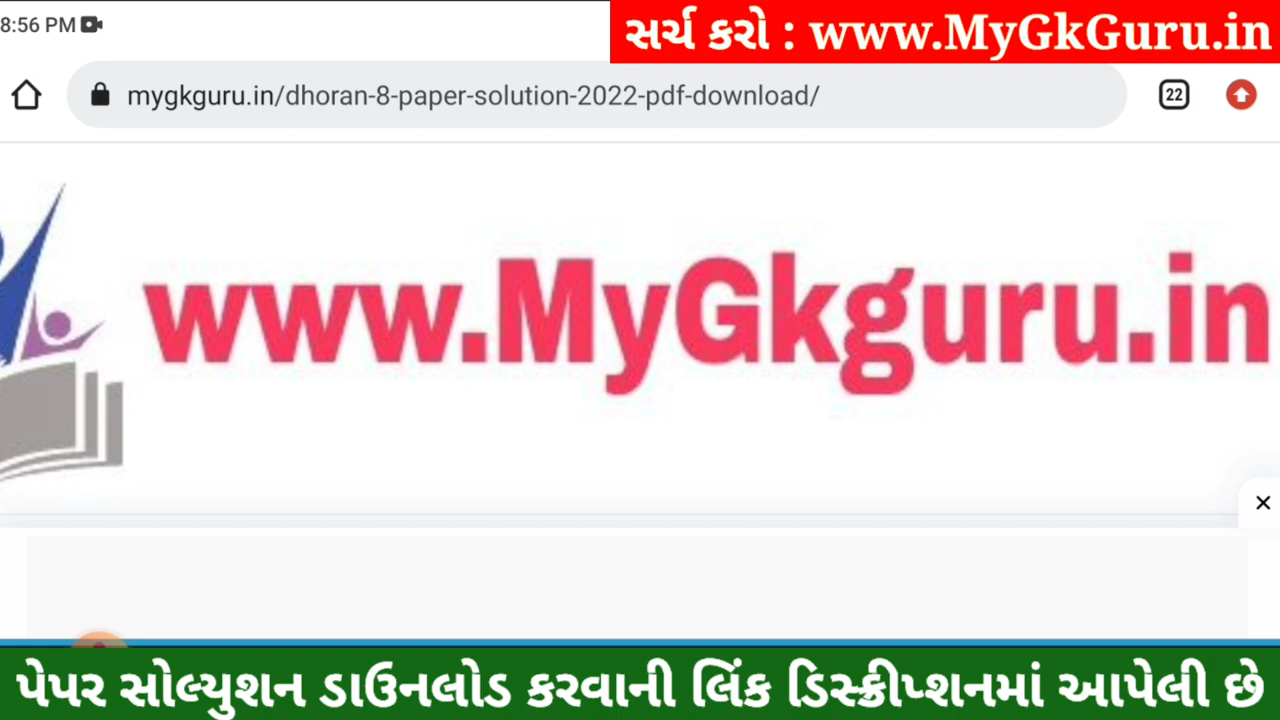 8:56 PM
સર્ચ કરો : www.MyGkGuru.in
mygkguru.in/dhoran-8-paper-solution-2022-pdf-download/
22
www.MyGkguru.in
પેપર સોલ્યુશન ડાઉનલોડ કરવાની લિંક ડિસ્ક્રીપ્શનમાં આપેલી છે